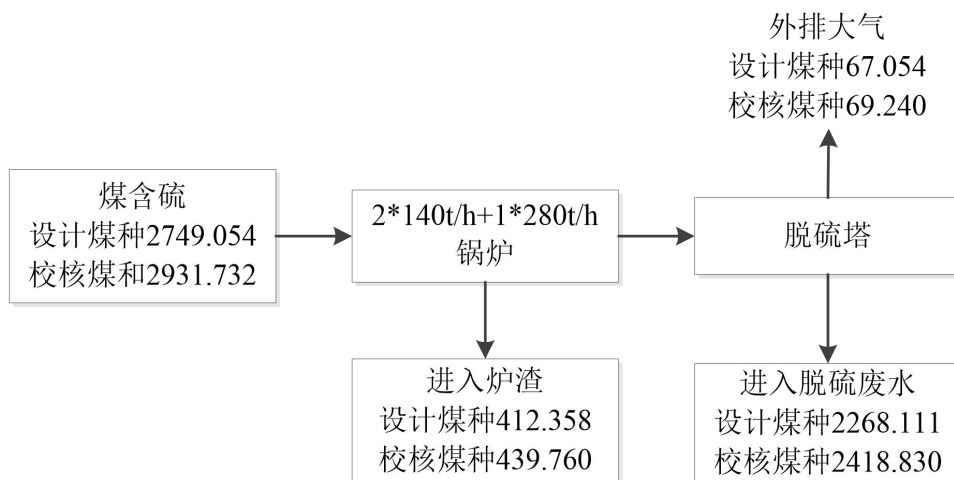 外排大气
设计煤种67.054
校核煤种69.240
煤含硫
设计煤种2749.054
校核煤和2931.732
2*140t/h+1*280t/h
锅炉
脱硫塔
进入炉渣
设计煤种412.358
校核煤种439.760
进入脱硫废水
设计煤种2268.111
校核煤种2418.830